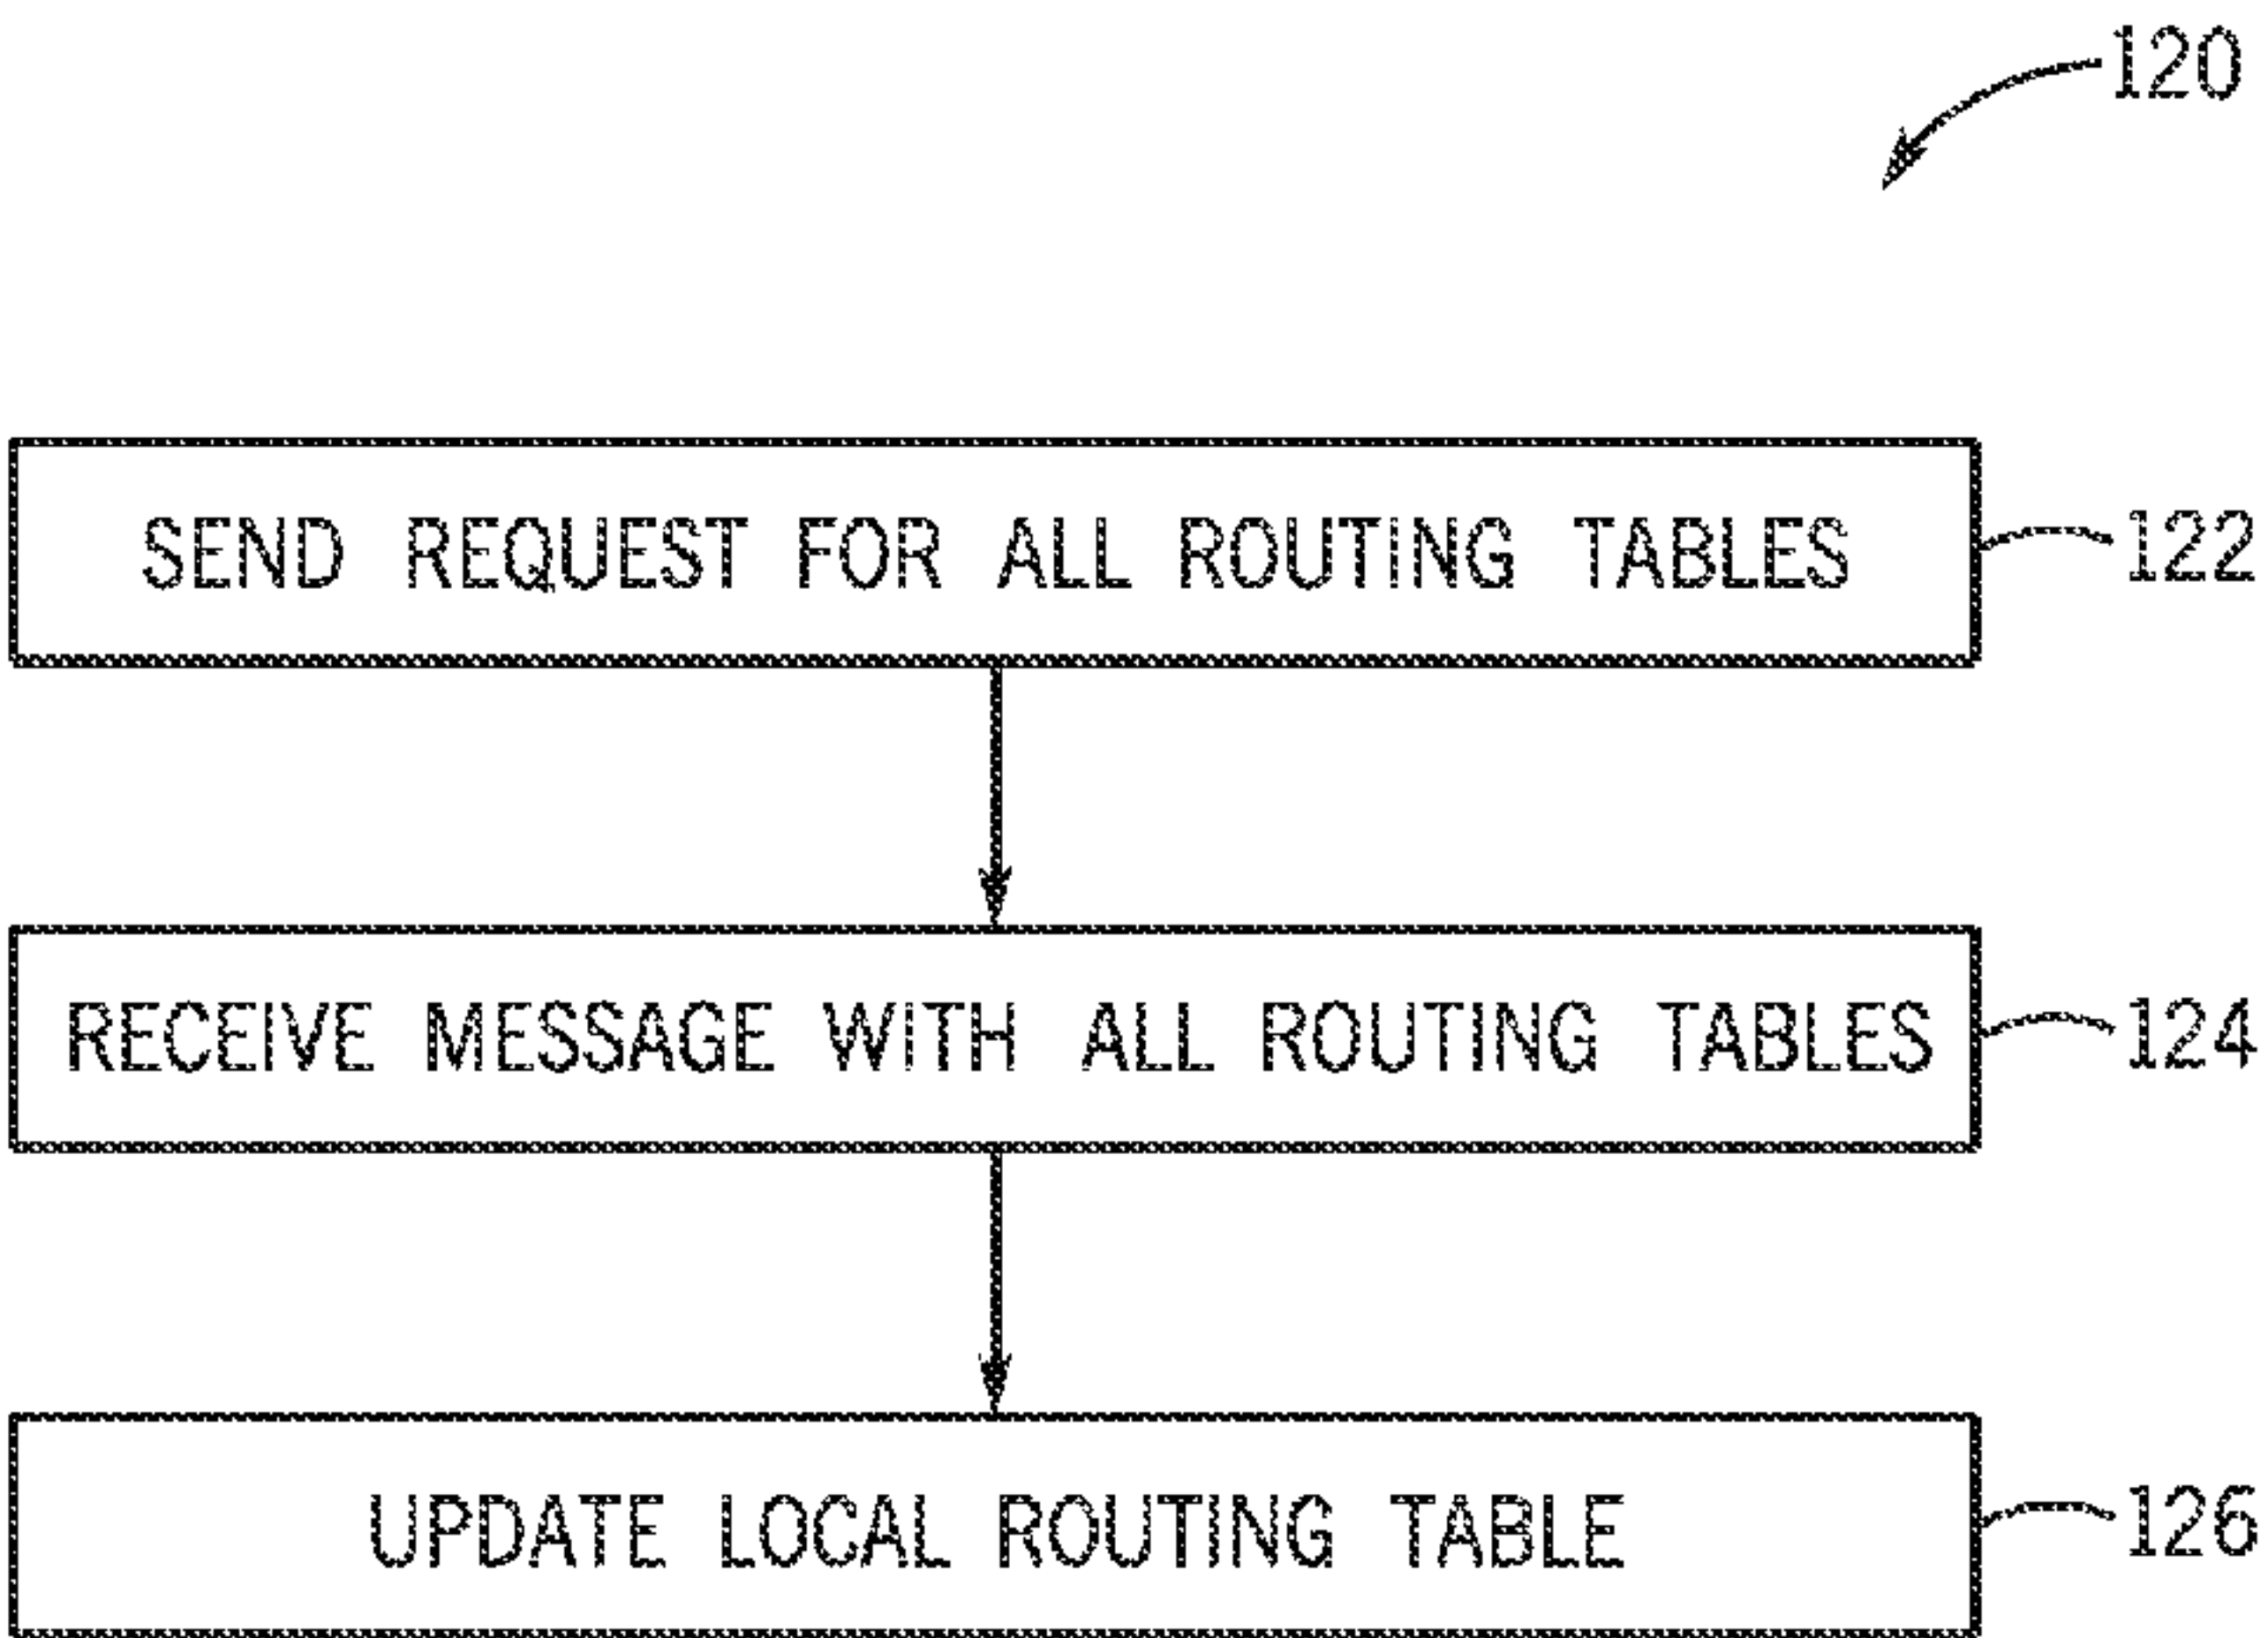 120
SEND REQUEST FOR ALL ROUTING TABLES
122
RECEIVE MESSAGE WITH ALL ROUTING TABLES
124
UPDATE LOCAL ROUTING TABLE
126